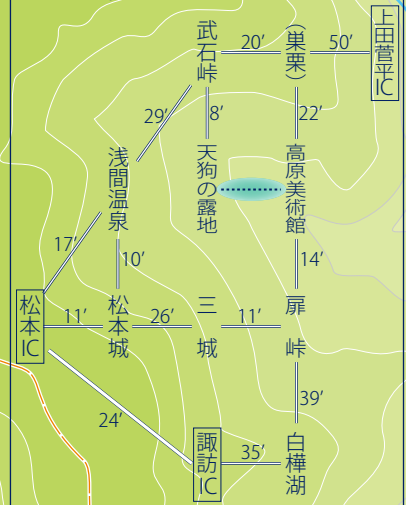 上田菅平IC
50’
（巣栗）
20’
武石峠
22’
8’
29’
高原美術館
天狗の露地
浅間温泉
14’
10’
17’
扉峠
11’
三城
26’
松本城
11’
松本IC
39’
24’
白樺湖
35’
諏訪IC